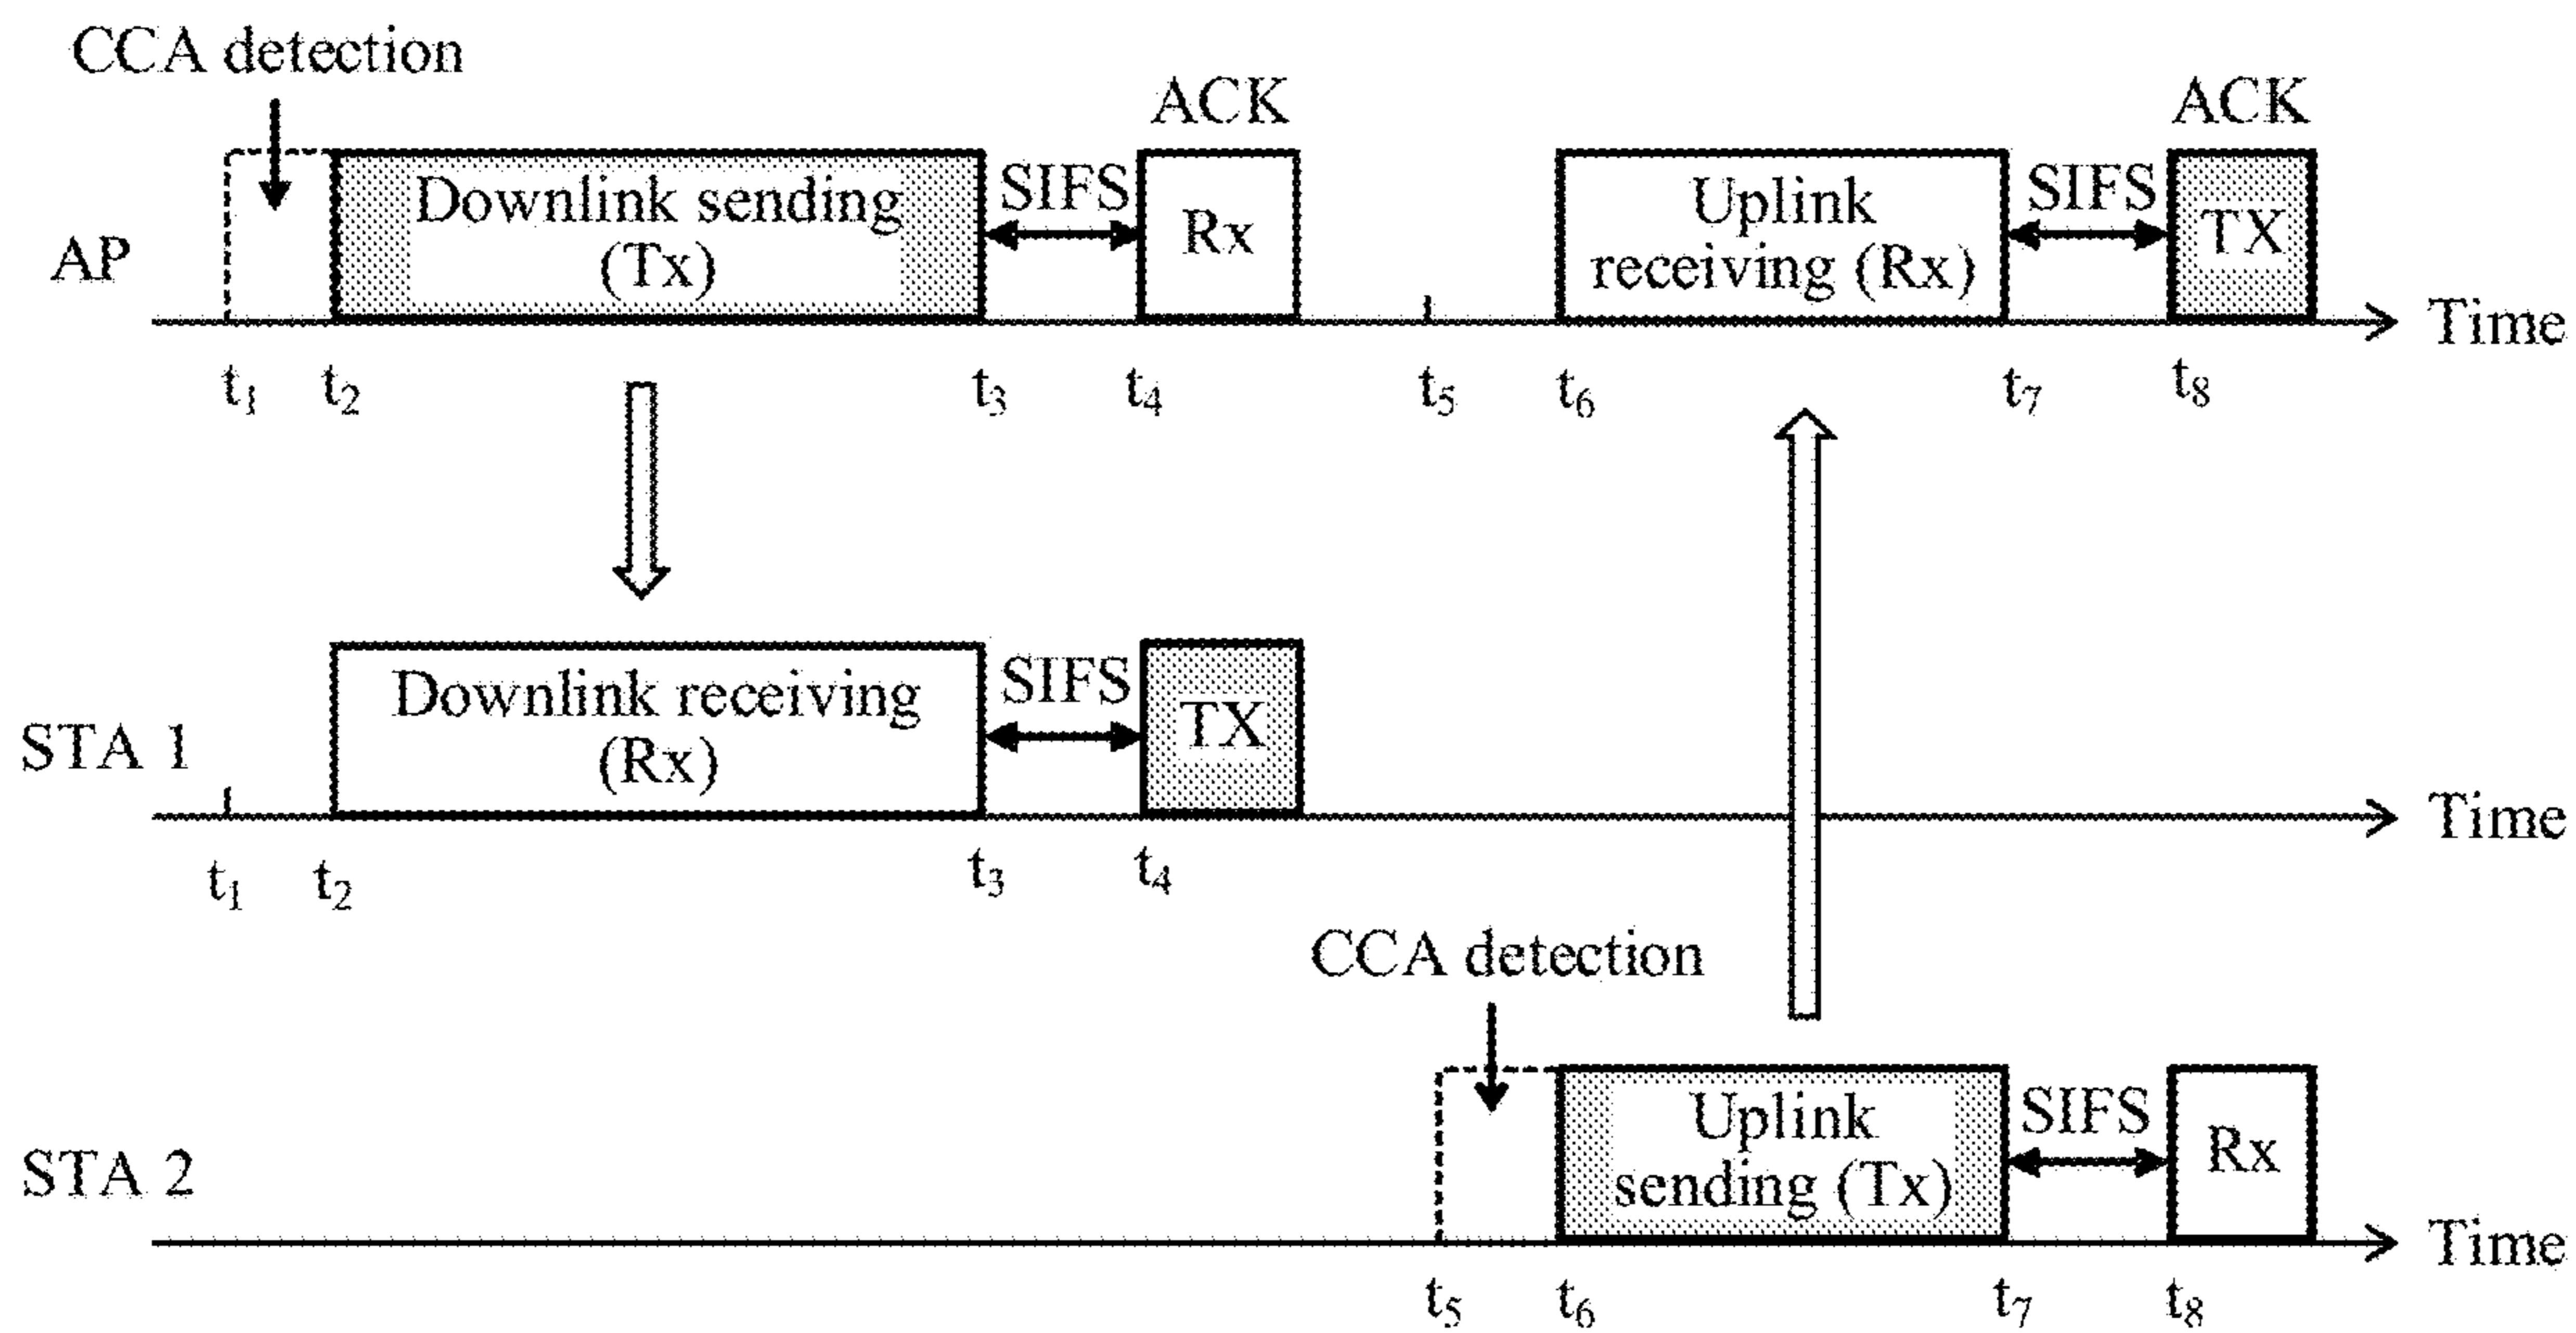 CCA detection
ACK
ACK
AP
Downlink sending
(Tx)
SIFS
Rx
Uplink
receiving (Rx)
SIFS
TX
Time
t1
t2
t3
t4
t5
t6
t7
t8
STA 1
Downlink receiving
(Rx)
SIFS
TX
Time
t1
t2
t3
t4
CCA detection
STA 2
Uplink
sending (Tx)
SIFS
Rx
Time
t5
t6
t7
t8